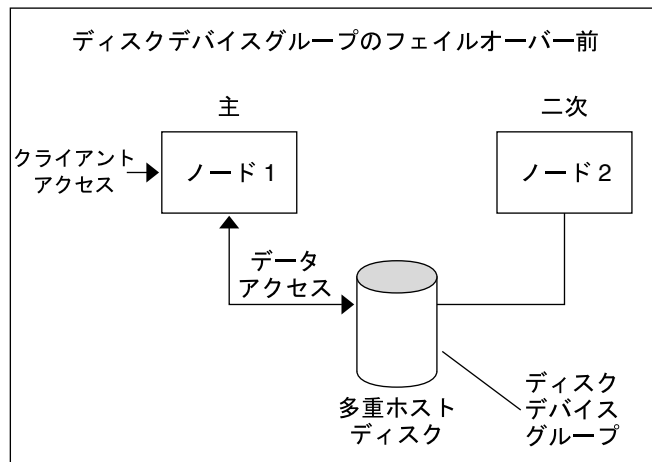 ディスクデバイスグループのフェイルオーバー前
主
二次
クライアント
アクセス
ノード 1
ノード 2
データ
アクセス
多重ホスト
ディスク
ディスク
デバイス
グループ